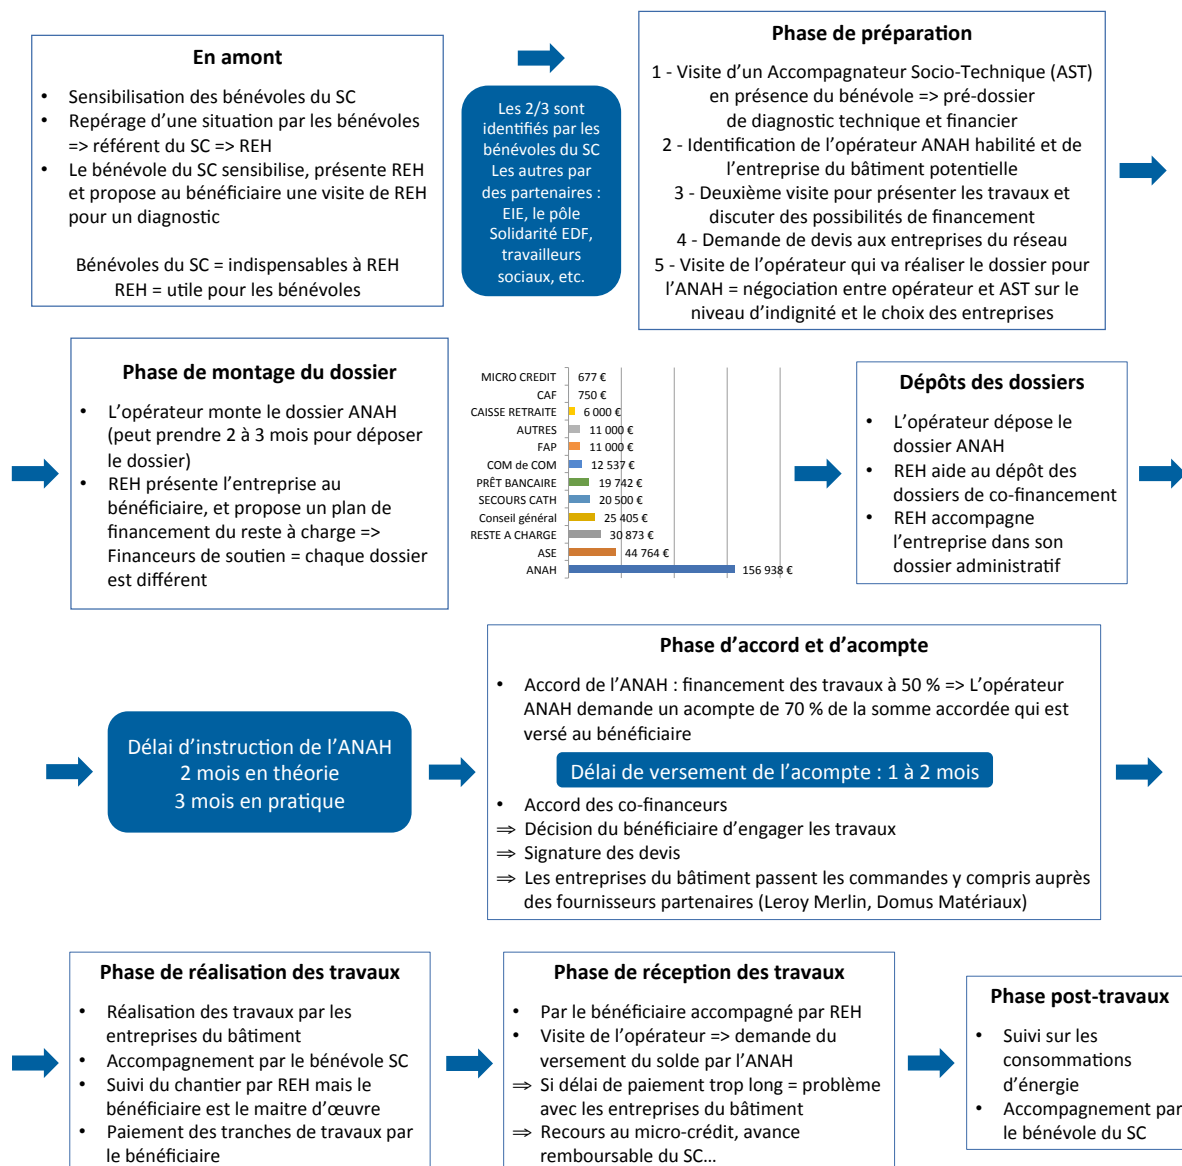 En amont
• Sensibilisation des bénévoles du SC
• Repérage d'une situation par les bénévoles
=> référent du SC => REH
• Le bénévole du SC sensibilise, présente REH
et propose au bénéficiaire une visite de REH
pour un diagnostic
Bénévoles du SC = indispensables à REH
REH = utile pour les bénévoles
Les 2/3 sont
identifiés par les
bénévoles du SC
Les autres par
des partenaires :
EIE, le pôle
Solidarité EDF,
travailleurs
sociaux, etc.
Phase de préparation
1 - Visite d'un Accompagnateur Socio-Technique (AST)
en présence du bénévole => pré-dossier
de diagnostic technique et financier
2 - Identification de l'opérateur ANAH habilité et de
l'entreprise du bâtiment potentielle
3 - Deuxième visite pour présenter les travaux et
discuter des possibilités de financement
4 - Demande de devis aux entreprises du réseau
5 - Visite de l'opérateur qui va réaliser le dossier pour
l'ANAH = négociation entre opérateur et AST sur le
niveau d'indignité et le choix des entreprises
Phase de montage du dossier
• L'opérateur monte le dossier ANAH
(peut prendre 2 à 3 mois pour déposer
le dossier)
• REH présente l'entreprise au
bénéficiaire, et propose un plan de
financement du reste à charge =>
Financeurs de soutien = chaque dossier
est différent
MICRO CREDIT 677 €
CAF 750 €
CAISSE RETRAITE 6 000 €
AUTRES 11 000 €
FAP 11 000 €
COM de COM 12 537 €
PRÊT BANCAIRE 19 742 €
SECOURS CATH 20 500 €
Conseil général 25 405 €
RESTE A CHARGE 30 873 €
ASE 44 764 €
ANAH 156 938 €
Dépôts des dossiers
• L'opérateur dépose le
dossier ANAH
• REH aide au dépôt des
dossiers de co-financement
• REH accompagne
l'entreprise dans son
dossier administratif
Délai d'instruction de l'ANAH
2 mois en théorie
3 mois en pratique
Phase d'accord et d'acompte
• Accord de l'ANAH : financement des travaux à 50 % => L'opérateur
ANAH demande un acompte de 70 % de la somme accordée qui est
versé au bénéficiaire
Délai de versement de l'acompte : 1 à 2 mois
• Accord des co-financeurs
⇒ Décision du bénéficiaire d'engager les travaux
⇒ Signature des devis
⇒ Les entreprises du bâtiment passent les commandes y compris auprès
des fournisseurs partenaires (Leroy Merlin, Domus Matériaux)
Phase de réalisation des travaux
• Réalisation des travaux par les
entreprises du bâtiment
• Accompagnement par le bénévole SC
• Suivi du chantier par REH mais le
bénéficiaire est le maitre d'œuvre
• Paiement des tranches de travaux par
le bénéficiaire
Phase de réception des travaux
• Par le bénéficiaire accompagné par REH
• Visite de l'opérateur => demande du
versement du solde par l'ANAH
⇒ Si délai de paiement trop long = problème
avec les entreprises du bâtiment
⇒ Recours au micro-crédit, avance
remboursable du SC…
Phase post-travaux
• Suivi sur les
consommations
d'énergie
• Accompagnement par
le bénévole du SC